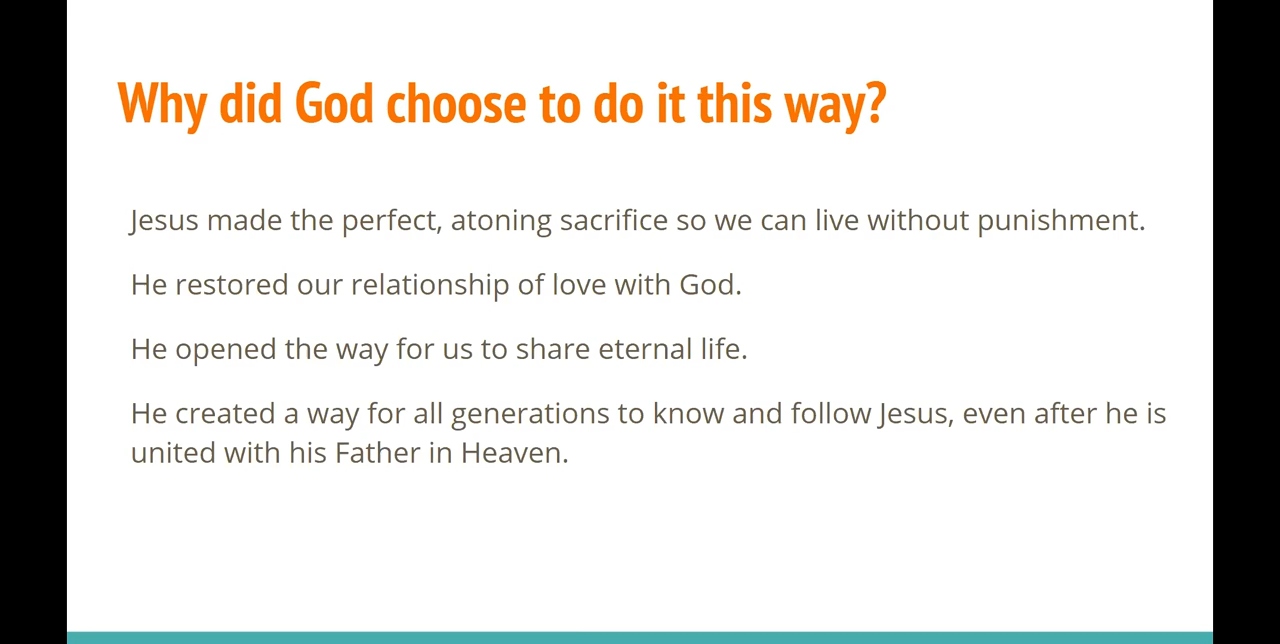 Why did God choose to do it this way?
Jesus made the perfect, atoning sacrifice so we can live without punishment.
He restored our relationship of love with God.
He opened the way for us to share eternal life.
He created a way for all generations to know and follow Jesus, even after he is
united with his Father in Heaven.